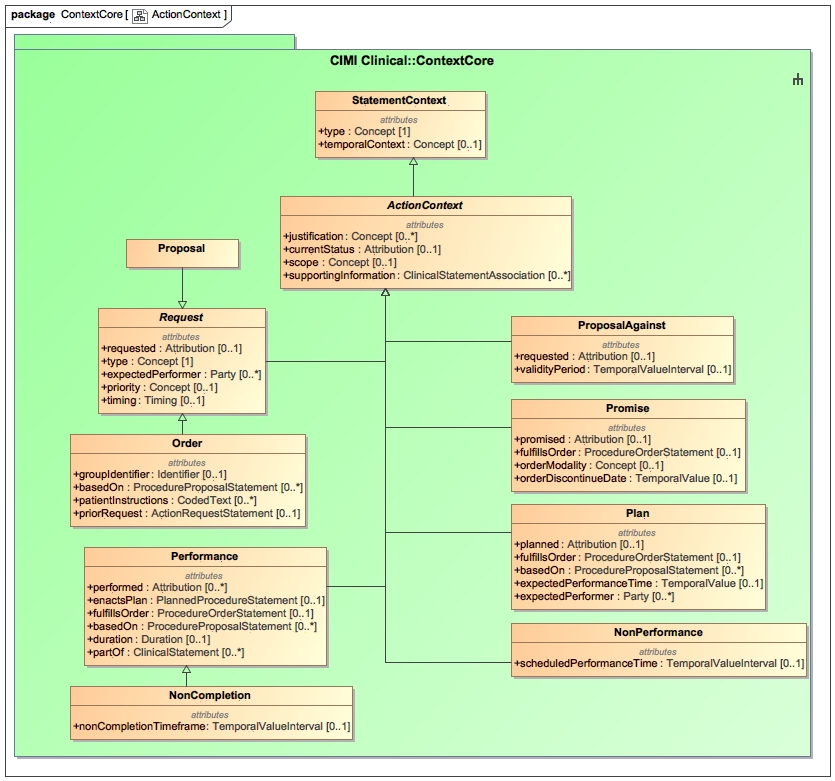 package ContextCore [ ActionContext ]
CIMI Clinical::ContextCore
StatementContext
attributes
+type : Concept [1]
+temporalContext : Concept [0..1]
ActionContext
attributes
+justification : Concept [0..*]
+currentStatus : Attribution [0..1]
+scope : Concept [0..1]
+supportingInformation : ClinicalStatementAssociation [0..*]
Proposal
Request
attributes
+requested : Attribution [0..1]
+type : Concept [1]
+expectedPerformer : Party [0..*]
+priority : Concept [0..1]
+timing : Timing [0..1]
Order
attributes
+groupIdentifier : Identifier [0..1]
+basedOn : ProcedureProposalStatement [0..*]
+patientInstructions : CodedText [0..*]
+priorRequest : ActionRequestStatement [0..1]
Performance
attributes
+performed : Attribution [0..*]
+enactsPlan : PlannedProcedureStatement [0..1]
+fulfillsOrder : ProcedureOrderStatement [0..1]
+basedOn : ProcedureProposalStatement [0..*]
+duration : Duration [0..1]
+partOf : ClinicalStatement [0..*]
NonCompletion
attributes
+nonCompletionTimeframe : TemporalValueInterval [0..1]
ProposalAgainst
attributes
+requested : Attribution [0..1]
+validityPeriod : TemporalValueInterval [0..1]
Promise
attributes
+promised : Attribution [0..1]
+fulfillsOrder : ProcedureOrderStatement [0..1]
+orderModality : Concept [0..1]
+orderDiscontinueDate : TemporalValue [0..1]
Plan
attributes
+planned : Attribution [0..1]
+fulfillsOrder : ProcedureOrderStatement [0..1]
+basedOn : ProcedureProposalStatement [0..*]
+expectedPerformanceTime : TemporalValue [0..1]
+expectedPerformer : Party [0..*]
NonPerformance
attributes
+scheduledPerformanceTime : TemporalValueInterval [0..1]